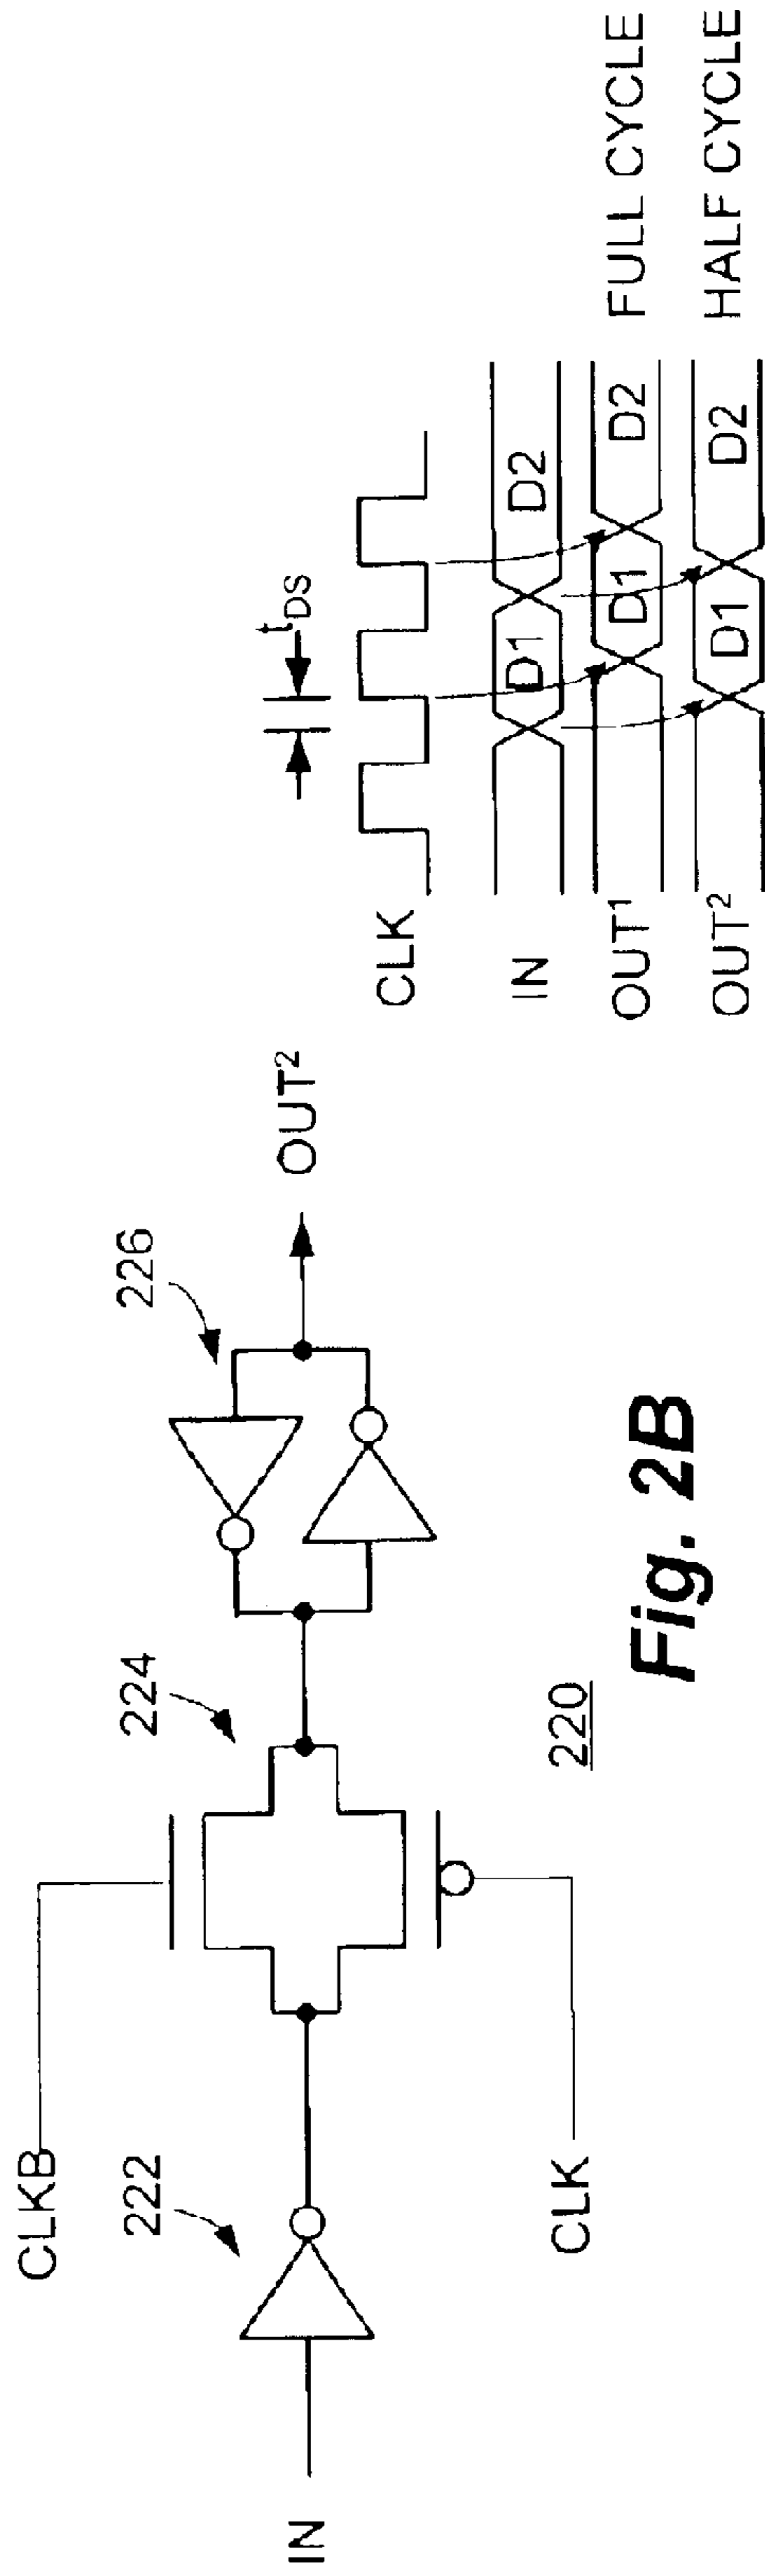 CLKB
222
224
226
IN
OUT²
CLK
220
Fig. 2B
tDS
CLK
IN
D1
D2
OUT¹
D1
D2
FULL CYCLE
OUT²
D1
D2
HALF CYCLE